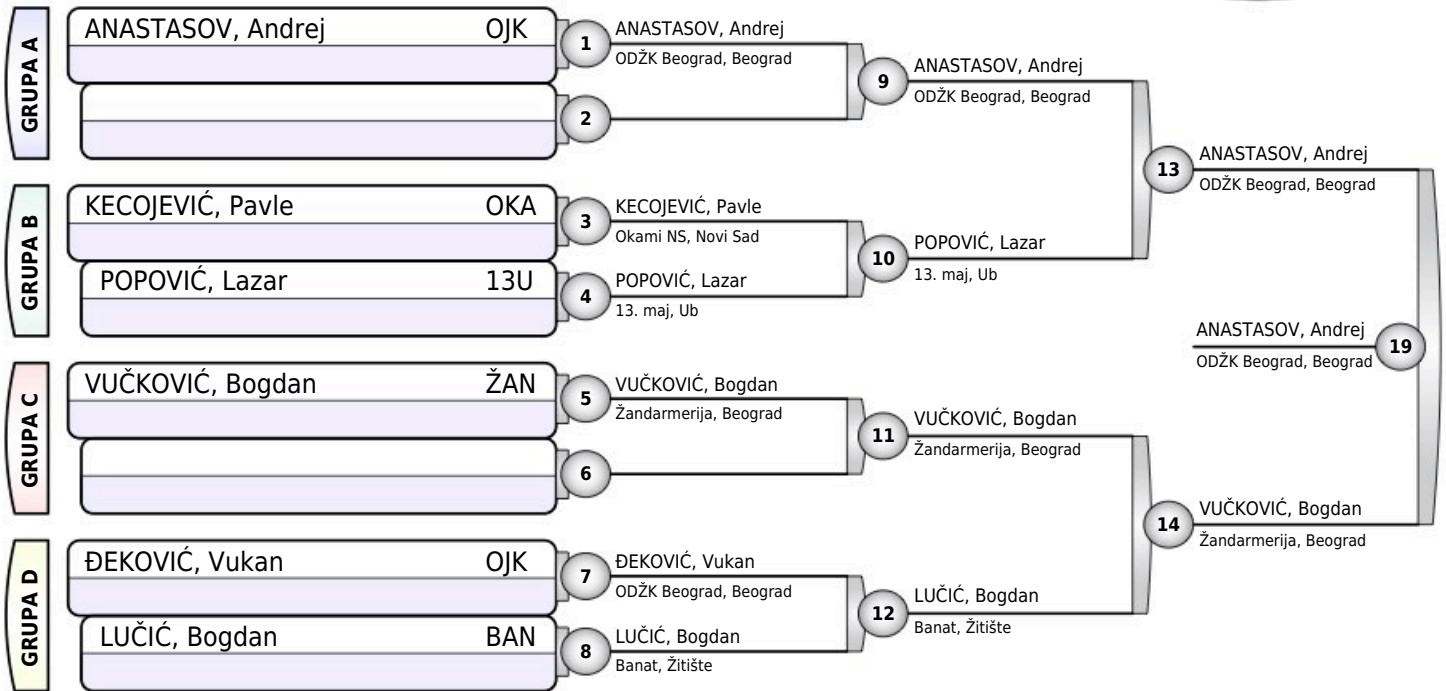 GRUPA A
ANASTASOV, Andrej OJK
1
ANASTASOV, Andrej
ODŽK Beograd, Beograd
2
9
ANASTASOV, Andrej
ODŽK Beograd, Beograd
GRUPA B
KECOJEVIĆ, Pavle OKA
3
KECOJEVIĆ, Pavle
Okami NS, Novi Sad
POPOVIĆ, Lazar 13U
4
POPOVIĆ, Lazar
13. maj, Ub
10
POPOVIĆ, Lazar
13. maj, Ub
13
ANASTASOV, Andrej
ODŽK Beograd, Beograd
GRUPA C
VUČKOVIĆ, Bogdan ŽAN
5
VUČKOVIĆ, Bogdan
Žandarmerija, Beograd
6
11
VUČKOVIĆ, Bogdan
Žandarmerija, Beograd
GRUPA D
ĐEKOVIĆ, Vukan OJK
7
ĐEKOVIĆ, Vukan
ODŽK Beograd, Beograd
LUČIĆ, Bogdan BAN
8
LUČIĆ, Bogdan
Banat, Žitište
12
LUČIĆ, Bogdan
Banat, Žitište
14
VUČKOVIĆ, Bogdan
Žandarmerija, Beograd
ANASTASOV, Andrej
ODŽK Beograd, Beograd
19